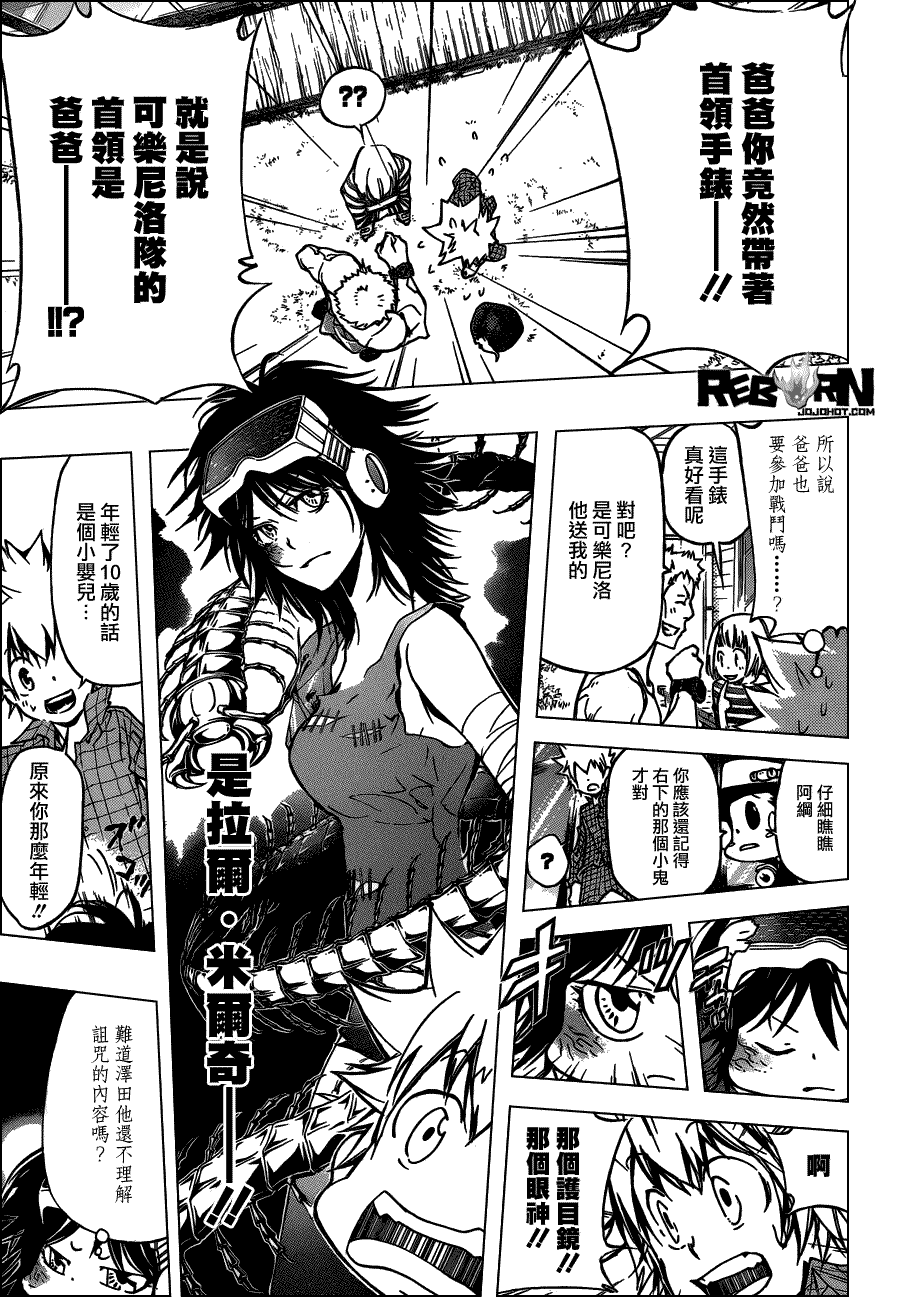 爸爸你竟然帶著
首領手錶——!!
??
就是說
可樂尼洛隊的
首領是
爸爸——!!?
REBORN
JOJOHOT.COM
所以說
爸爸也
要參加戰鬥嗎……?
這手錶
真好看呢
對吧?
是可樂尼洛
他送我的
仔細瞧瞧
阿綱
你應該還記得
右下的那個小鬼
才對
?
啊
那個護目鏡!!
那個眼神!!
是拉爾・米爾奇——!!
年輕了10歲的話
是個小嬰兒…
原來你那麼年輕!!
難道澤田他還不理解
詛咒的內容嗎?